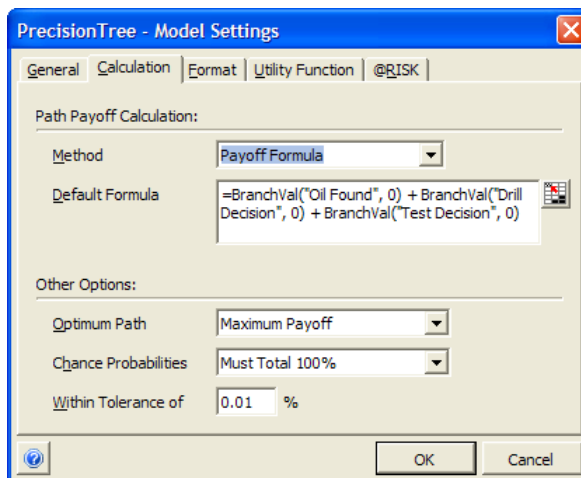 PrecisionTree - Model Settings
General Calculation Format Utility Function @RISK
Path Payoff Calculation:
Method Payoff Formula
Default Formula =BranchVal("Oil Found", 0) + BranchVal("Drill
Decision", 0) + BranchVal("Test Decision", 0)
Other Options:
Optimum Path Maximum Payoff
Chance Probabilities Must Total 100%
Within Tolerance of 0.01 %
OK Cancel